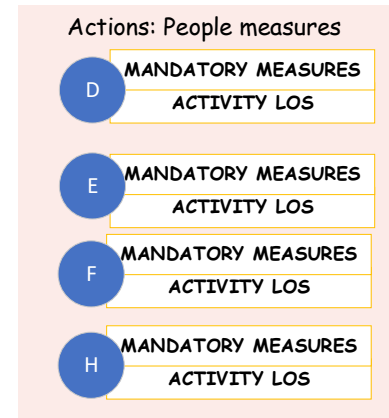 Actions: People measures
D
MANDATORY MEASURES
ACTIVITY LOS
E
MANDATORY MEASURES
ACTIVITY LOS
F
MANDATORY MEASURES
ACTIVITY LOS
H
MANDATORY MEASURES
ACTIVITY LOS